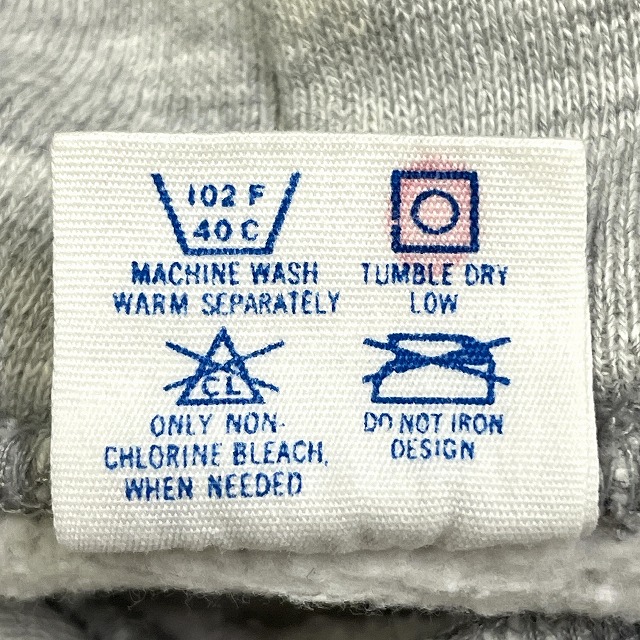 102 F
40 C
MACHINE WASH
WARM SEPARATELY
TUMBLE DRY
LOW
CL
ONLY NON-
CHLORINE BLEACH,
WHEN NEEDED
DO NOT IRON
DESIGN